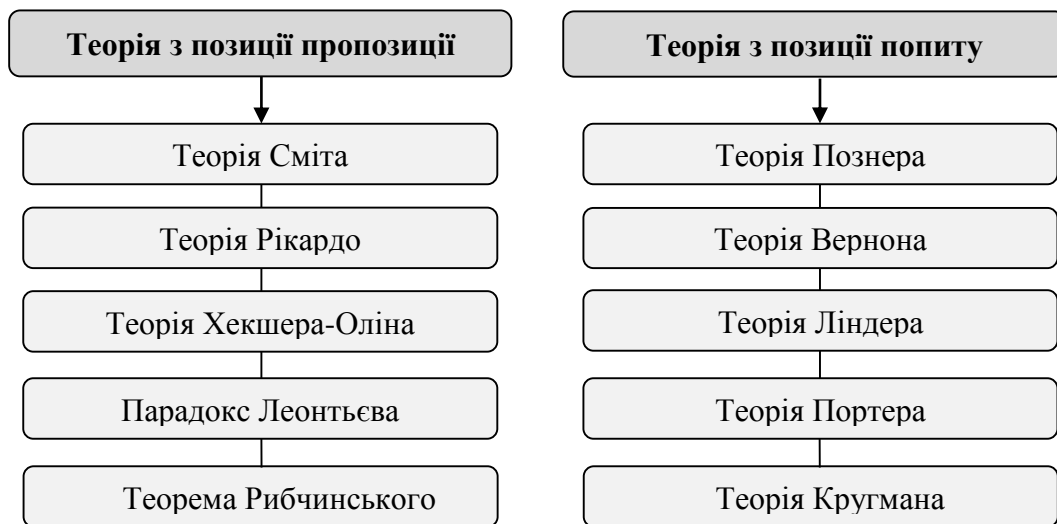 Теорія з позиції пропозиції
Теорія Сміта
Теорія Рікардо
Теорія Хекшера-Оліна
Парадокс Леонтьєва
Теорема Рибчинського
Теорія з позиції попиту
Теорія Познера
Теорія Вернона
Теорія Ліндера
Теорія Портера
Теорія Кругмана